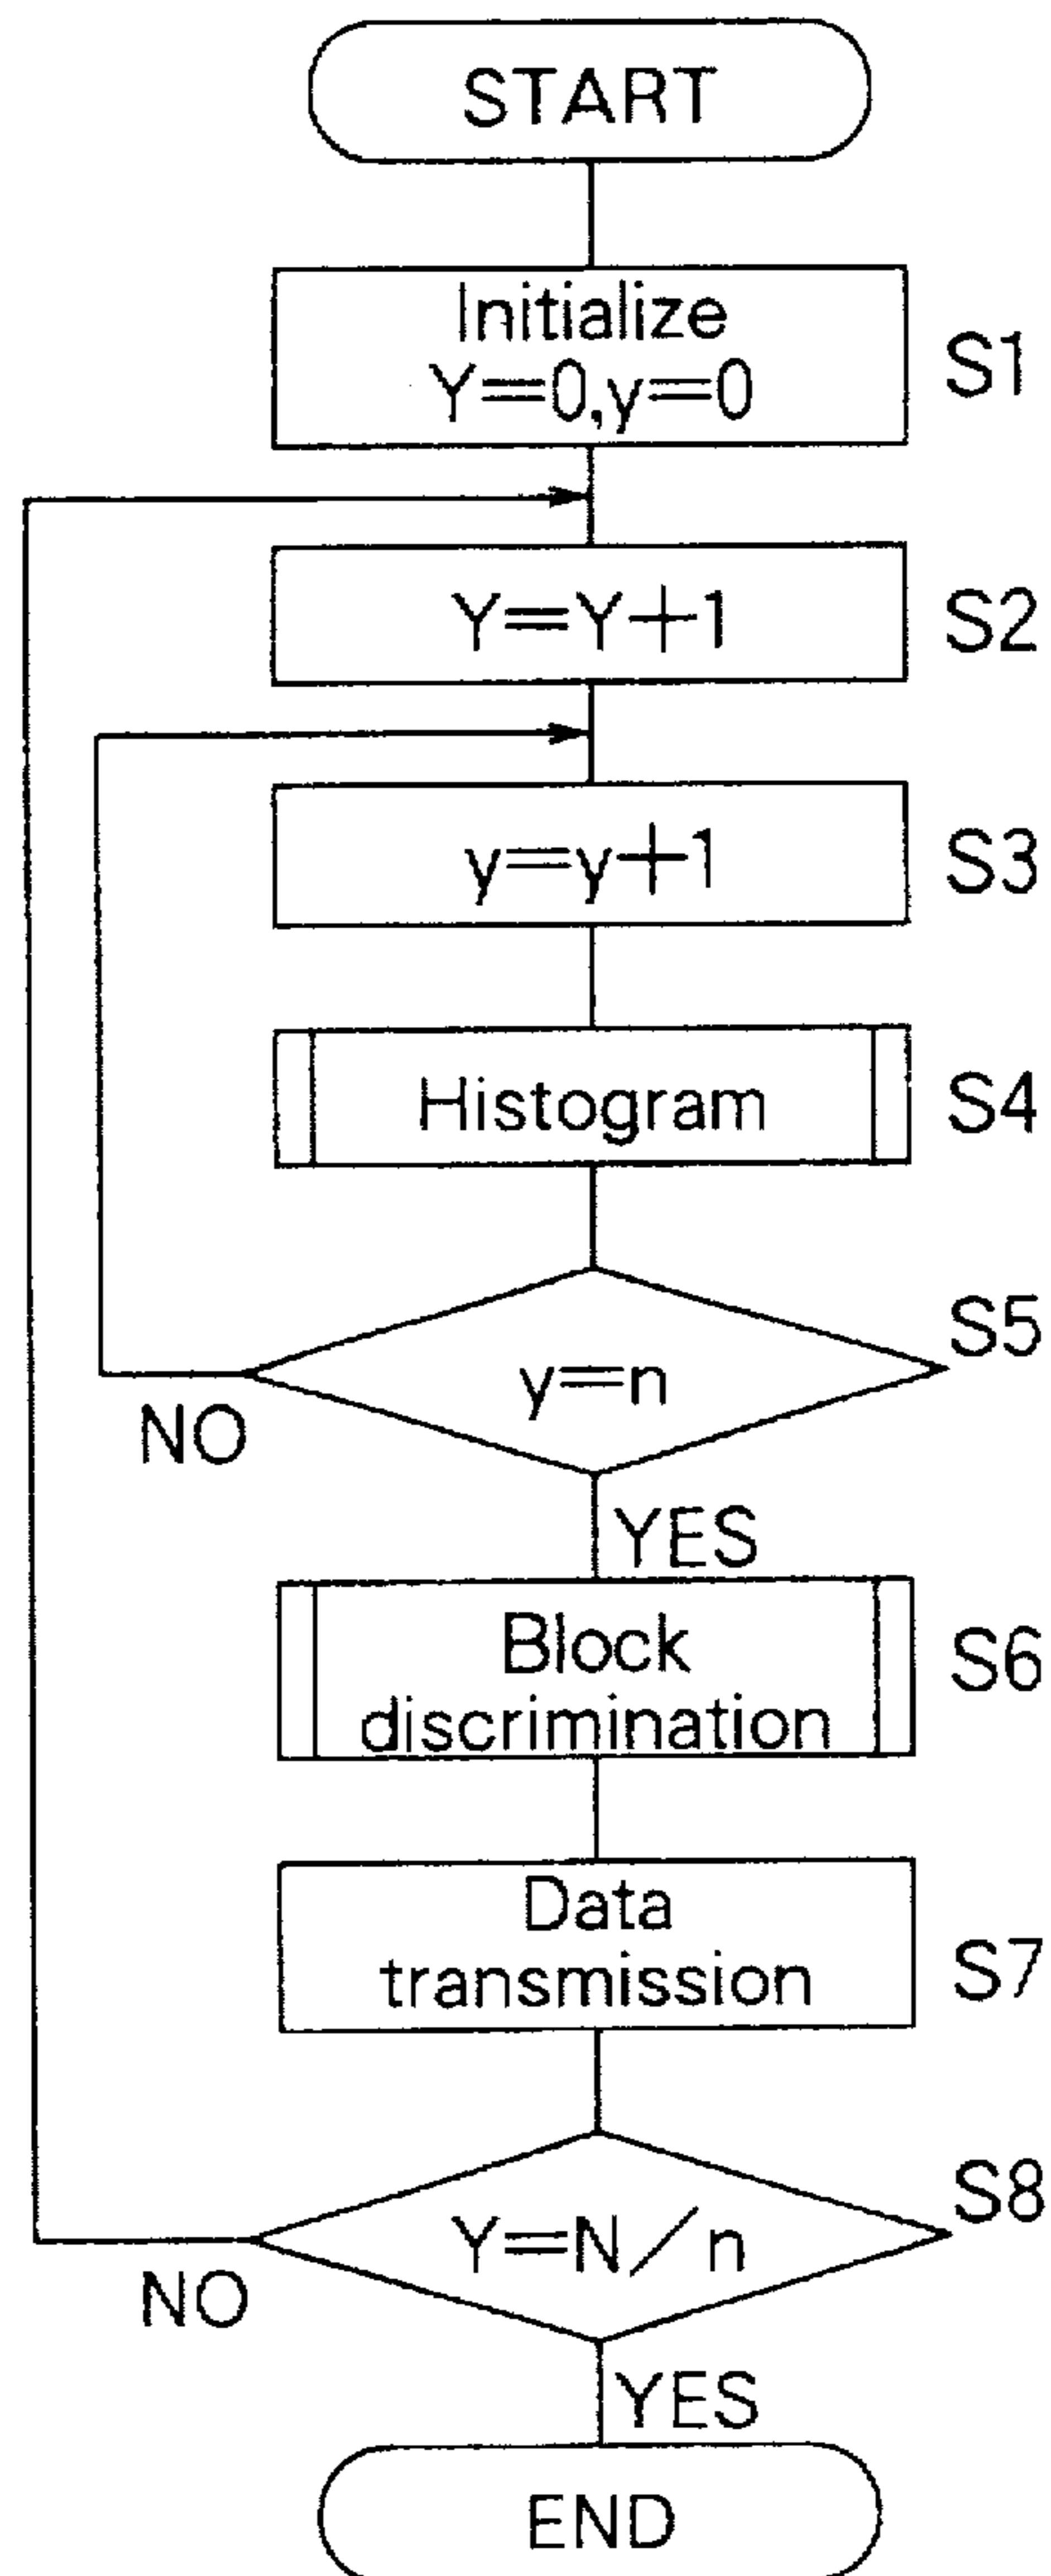 START
Initialize
Y=0,y=0
S1
Y=Y+1
S2
y=y+1
S3
Histogram
S4
S5
y=n
NO
YES
Block
discrimination
S6
Data
transmission
S7
S8
Y=N/n
NO
YES
END